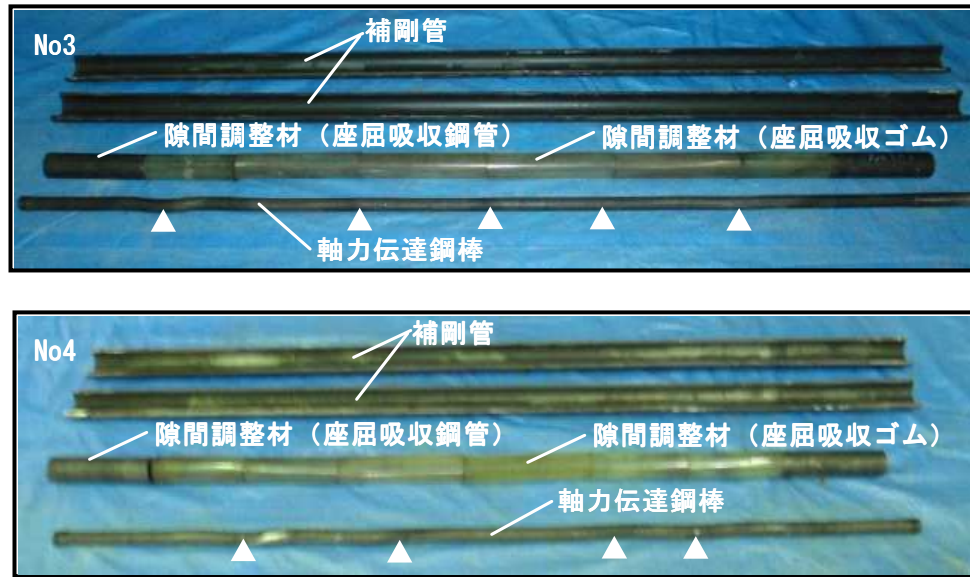 No3
補剛管
隙間調整材（座屈吸収鋼管）
隙間調整材（座屈吸収ゴム）
軸力伝達鋼棒
No4
補剛管
隙間調整材（座屈吸収鋼管）
隙間調整材（座屈吸収ゴム）
軸力伝達鋼棒